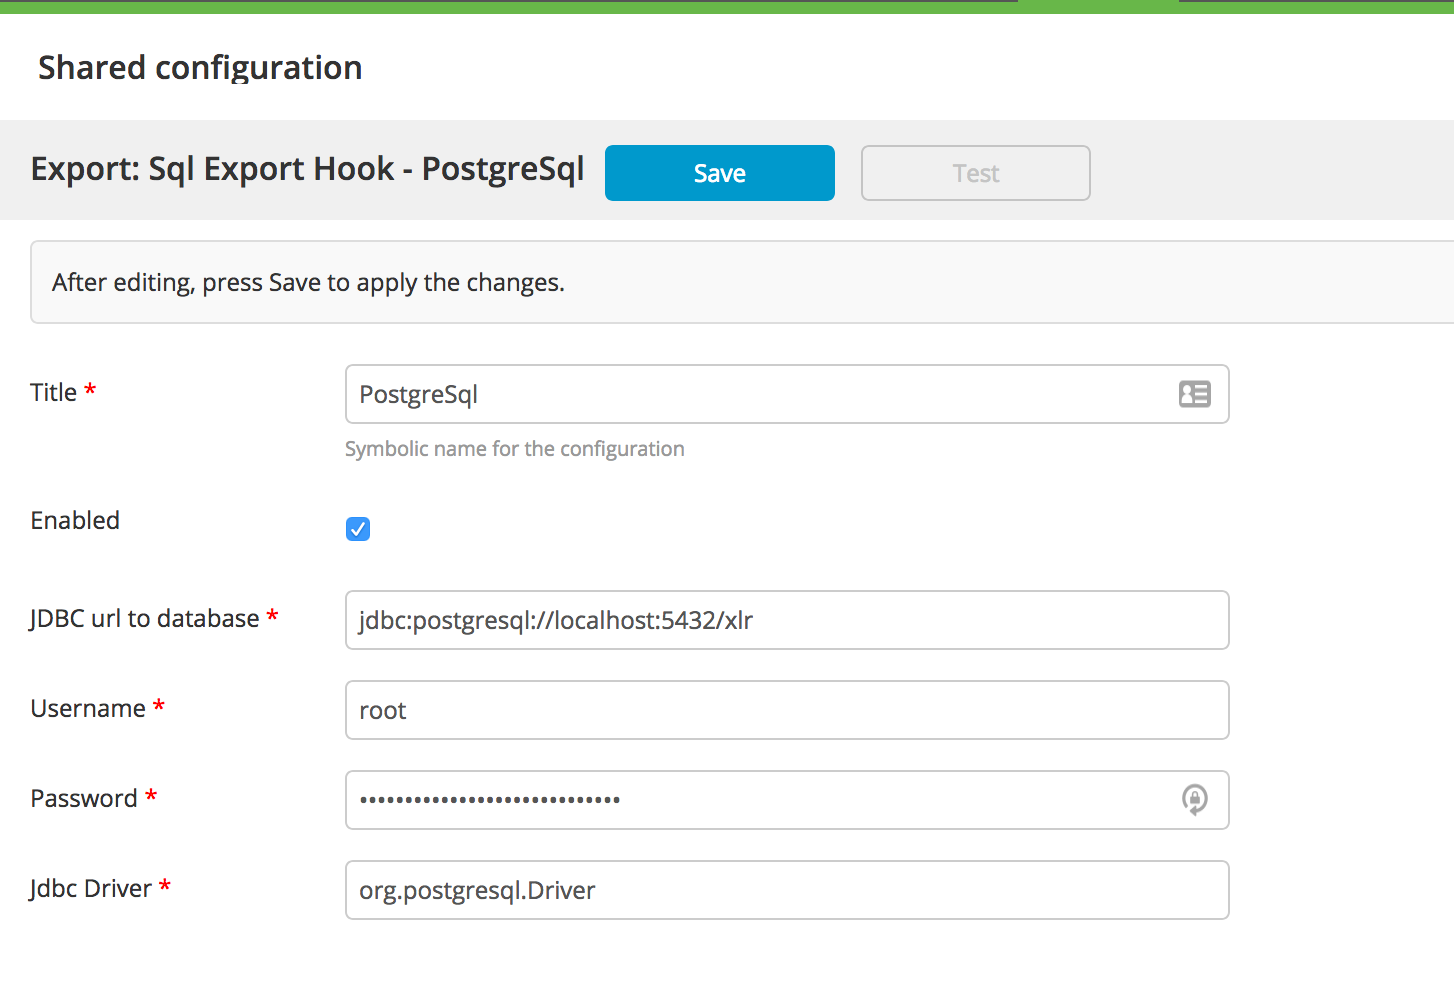 Shared configuration
Export: Sql Export Hook - PostgreSql Save Test
After editing, press Save to apply the changes.
Title * PostgreSql
Symbolic name for the configuration
Enabled
JDBC url to database * jdbc:postgresql://localhost:5432/xlr
Username * root
Password * •••••••••••••••••••••••••••••
Jdbc Driver * org.postgresql.Driver